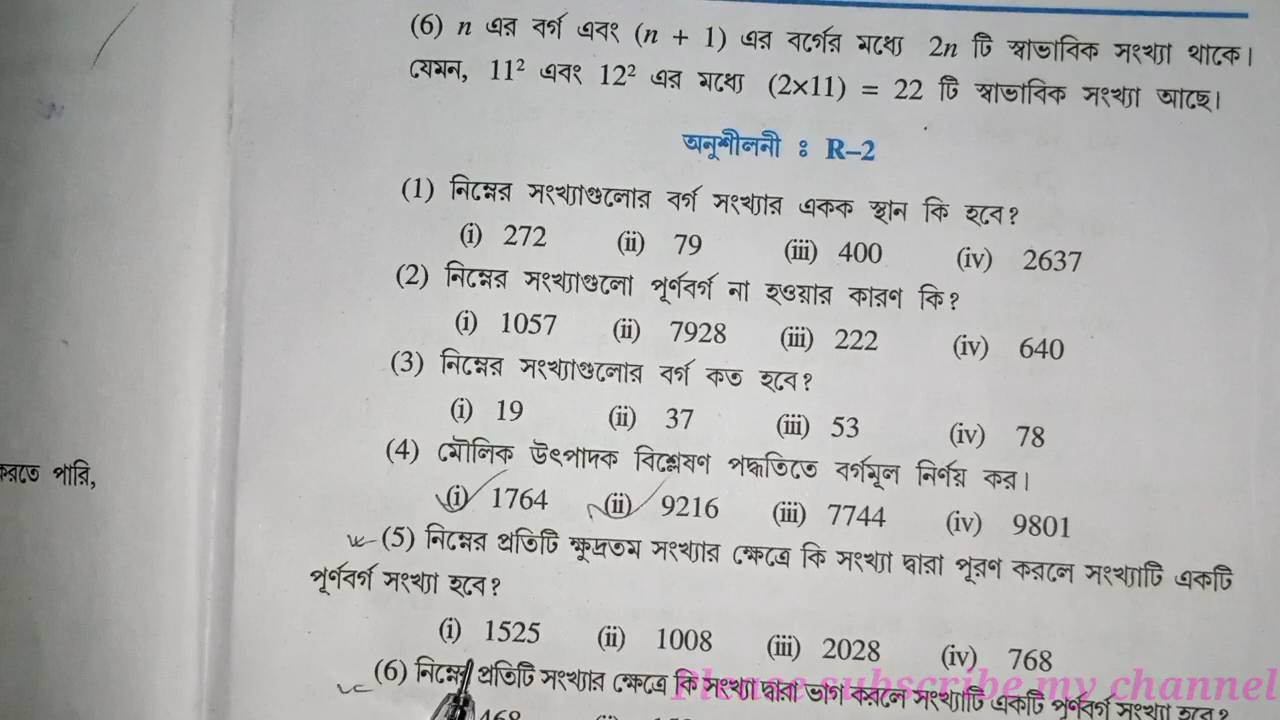 (6) n এর বর্গ এবং (n + 1) এর বর্গের মধ্যে 2n টি স্বাভাবিক সংখ্যা থাকে।
যেমন, 11² এবং 12² এর মধ্যে (2×11) = 22 টি স্বাভাবিক সংখ্যা আছে।
অনুশীলনী : R–2
(1) নিম্নের সংখ্যাগুলোর বর্গ সংখ্যার একক স্থান কি হবে?
(i) 272 (ii) 79 (iii) 400 (iv) 2637
(2) নিম্নের সংখ্যাগুলো পূর্ণবর্গ না হওয়ার কারণ কি?
(i) 1057 (ii) 7928 (iii) 222 (iv) 640
(3) নিম্নের সংখ্যাগুলোর বর্গ কত হবে?
(i) 19 (ii) 37 (iii) 53 (iv) 78
(4) মৌলিক উৎপাদক বিশ্লেষণ পদ্ধতিতে বর্গমূল নির্ণয় কর।
(i) 1764 (ii) 9216 (iii) 7744 (iv) 9801
করতে পারি,
(5) নিম্নের প্রতিটি ক্ষুদ্রতম সংখ্যার ক্ষেত্রে কি সংখ্যা দ্বারা পূরণ করলে সংখ্যাটি একটি
পূর্ণবর্গ সংখ্যা হবে?
(i) 1525 (ii) 1008 (iii) 2028 (iv) 768
(6) নিম্নের প্রতিটি সংখ্যার ক্ষেত্রে কি সংখ্যা দ্বারা ভাগ করলে সংখ্যাটি একটি পূর্ণবর্গ সংখ্যা হবে?
Please subscribe my channel
468